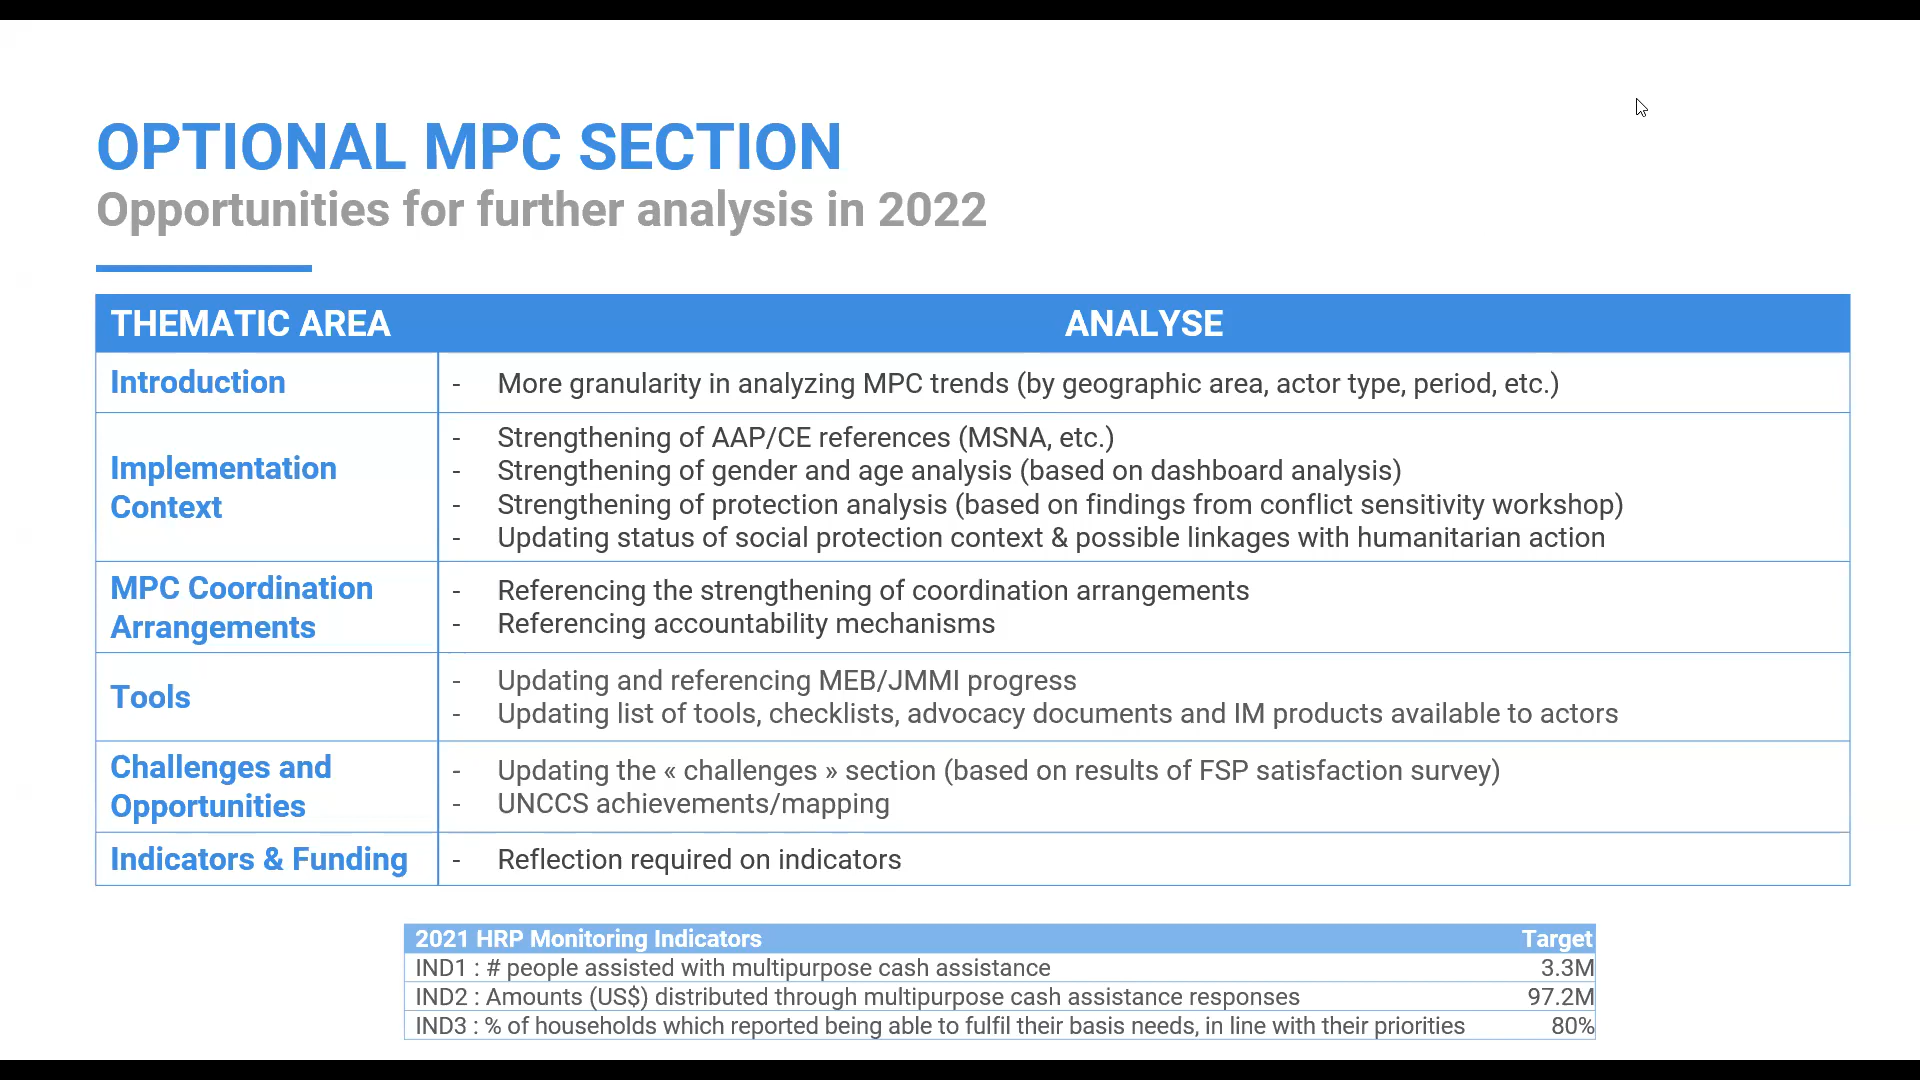 OPTIONAL MPC SECTION
Opportunities for further analysis in 2022
THEMATIC AREA ANALYSE
Introduction
- More granularity in analyzing MPC trends (by geographic area, actor type, period, etc.)
Implementation
Context
- Strengthening of AAP/CE references (MSNA, etc.)
- Strengthening of gender and age analysis (based on dashboard analysis)
- Strengthening of protection analysis (based on findings from conflict sensitivity workshop)
- Updating status of social protection context & possible linkages with humanitarian action
MPC Coordination
Arrangements
- Referencing the strengthening of coordination arrangements
- Referencing accountability mechanisms
Tools
- Updating and referencing MEB/JMMI progress
- Updating list of tools, checklists, advocacy documents and IM products available to actors
Challenges and
Opportunities
- Updating the « challenges » section (based on results of FSP satisfaction survey)
- UNCCS achievements/mapping
Indicators & Funding
- Reflection required on indicators
2021 HRP Monitoring Indicators Target
IND1 : # people assisted with multipurpose cash assistance 3.3M
IND2 : Amounts (US$) distributed through multipurpose cash assistance responses 97.2M
IND3 : % of households which reported being able to fulfil their basis needs, in line with their priorities 80%